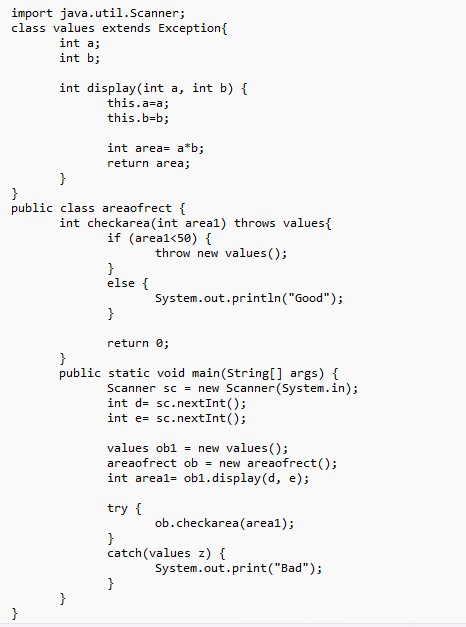 import java.util.Scanner;
class values extends Exception{
int a;
int b;
int display(int a, int b) {
this.a=a;
this.b=b;
int area= a*b;
return area;
}
}
public class areaofrect {
int checkarea(int area1) throws values{
if (area1<50) {
throw new values();
}
else {
System.out.println("Good");
}
return 0;
}
public static void main(String[] args) {
Scanner sc = new Scanner(System.in);
int d= sc.nextInt();
int e= sc.nextInt();
values ob1 = new values();
areaofrect ob = new areaofrect();
int area1= ob1.display(d, e);
try {
ob.checkarea(area1);
}
catch(values z) {
System.out.print("Bad");
}
}
}